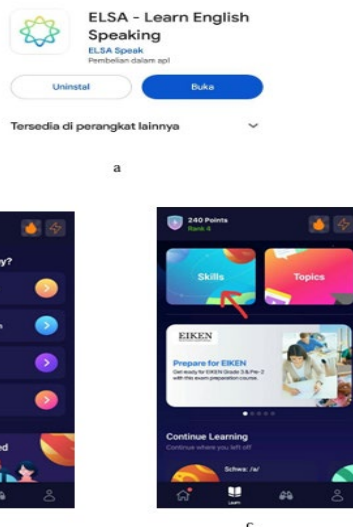 ELSA - Learn English
Speaking
ELSA Speak
Pembelian dalam apl
Uninstal
Buka
Tersedia di perangkat lainnya
a
ey?
ed
240 Points
Rank 4
Skills
Topics
EIKEN
Prepare for EIKEN
Get ready for EIKEN Grade 3 & Pre-2
with this exam preparation course.
Continue Learning
Continue where you left off
Schwa: /ə/
Learn
c